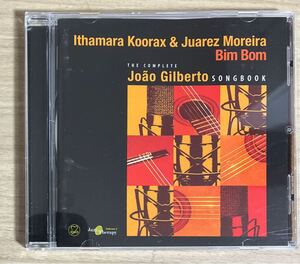 Ithamara Koorax & Juarez Moreira
Bim Bom
THE COMPLETE
João Gilberto SONGBOOK